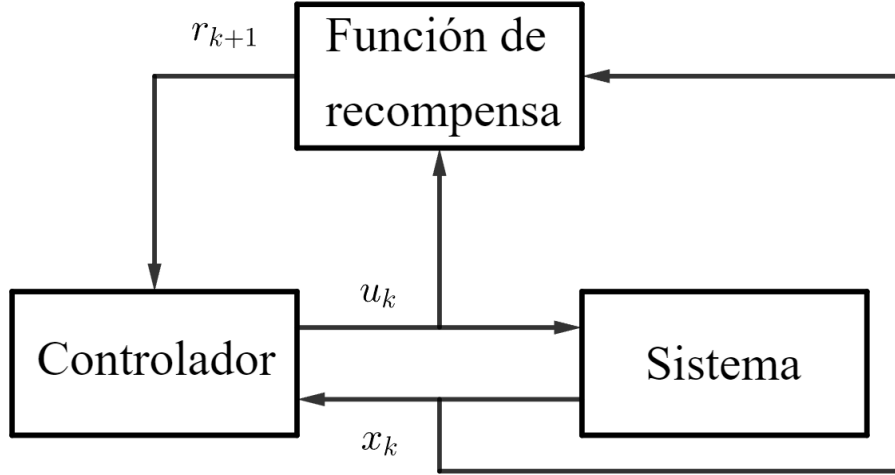 r_{k+1}
Función de
recompensa
u_k
Controlador
Sistema
x_k